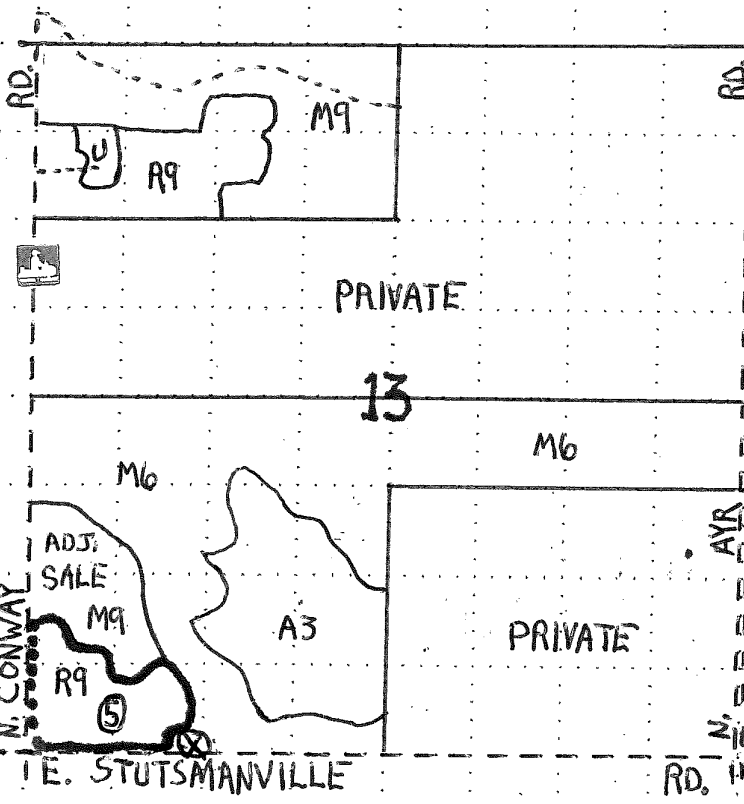 RD.
RD.
M9
U
R9
PRIVATE
13
M6
M6
ADJ.
SALE
M9
A3
PRIVATE
AYR
N.
N. CONWAY
R9
5
X
E. STUTSMANVILLE RD.